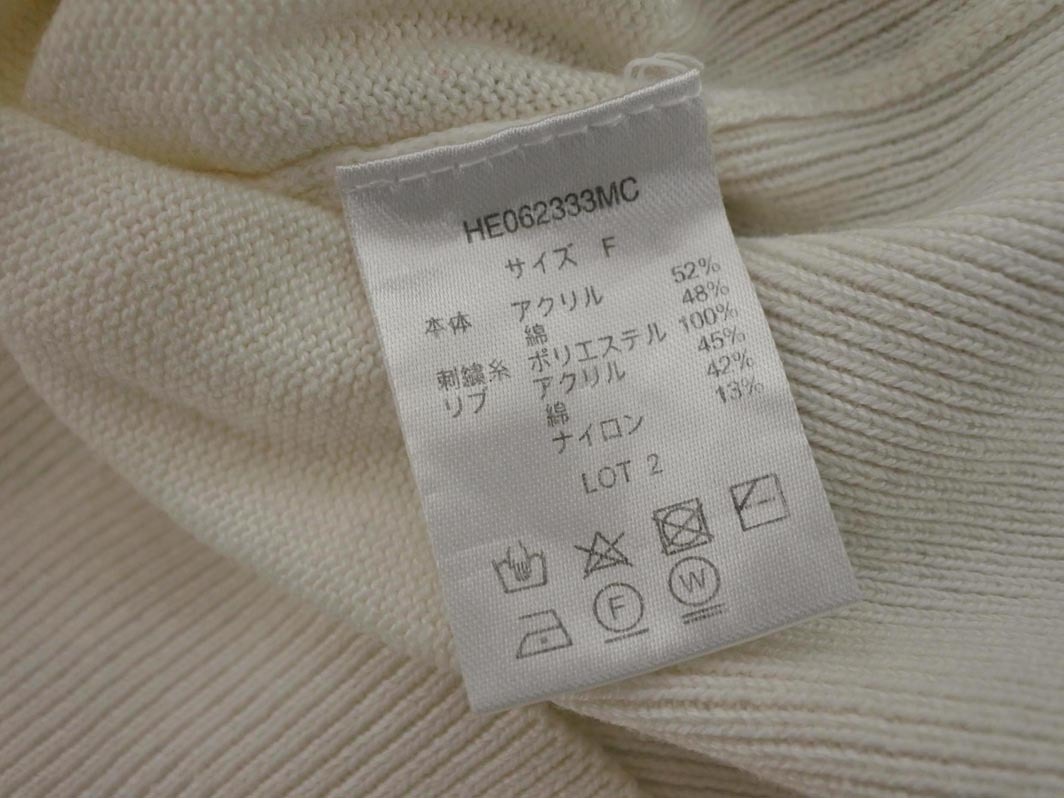 HE062333MC
サイズ F
本体 アクリル 52%
綿 48%
刺繍糸 ポリエステル 100%
リブ アクリル 45%
綿 42%
ナイロン 13%
LOT 2
F W